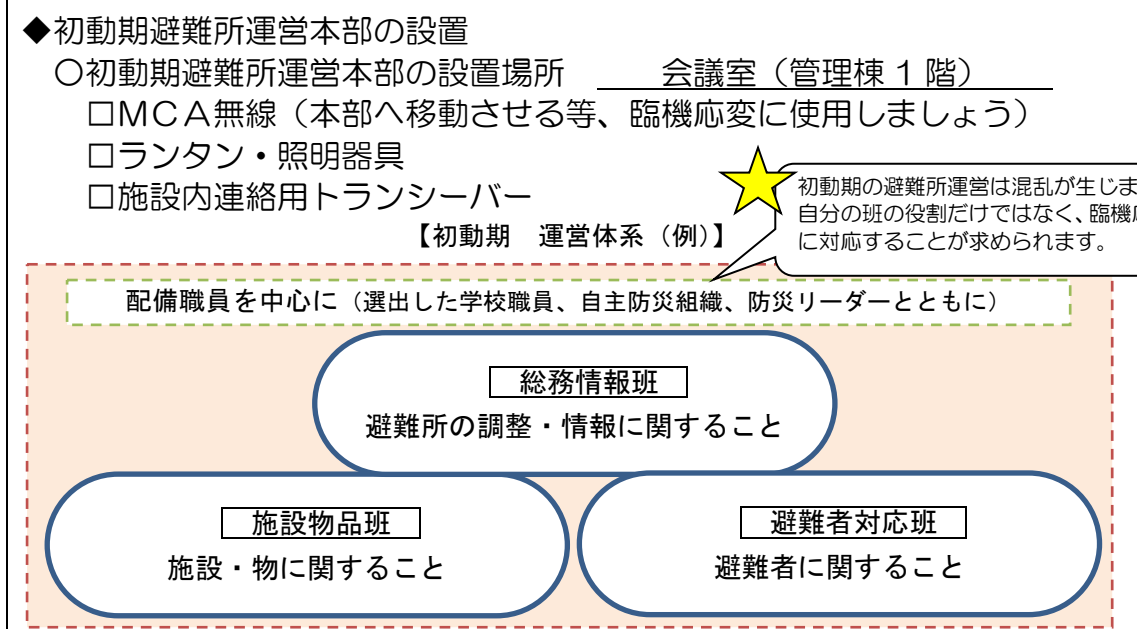 ◆初動期避難所運営本部の設置
〇初動期避難所運営本部の設置場所　会議室（管理棟１階）
□ＭＣＡ無線（本部へ移動させる等、臨機応変に使用しましょう）
□ランタン・照明器具
□施設内連絡用トランシーバー
初動期の避難所運営は混乱が生じま
自分の班の役割だけではなく、臨機
に対応することが求められます。
【初動期　運営体系（例）】
配備職員を中心に（選出した学校職員、自主防災組織、防災リーダーとともに）
総務情報班
避難所の調整・情報に関すること
施設物品班
施設・物に関すること
避難者対応班
避難者に関すること